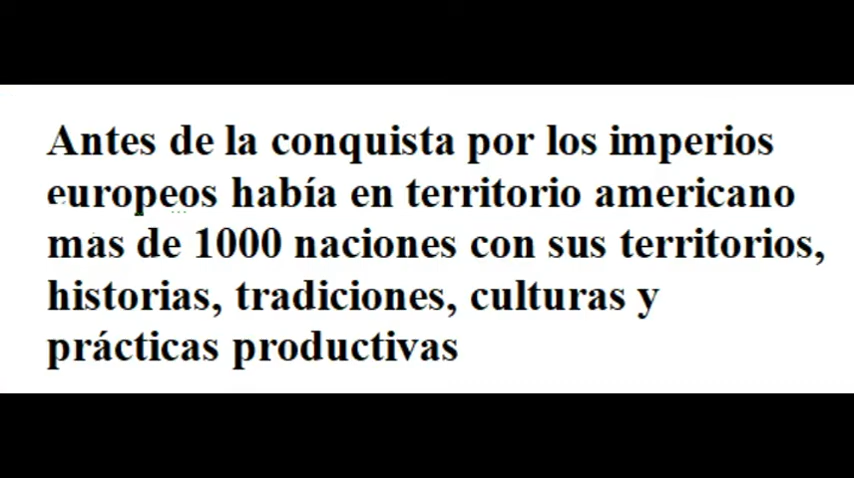 Antes de la conquista por los imperios
europeos había en territorio americano
más de 1000 naciones con sus territorios,
historias, tradiciones, culturas y
prácticas productivas